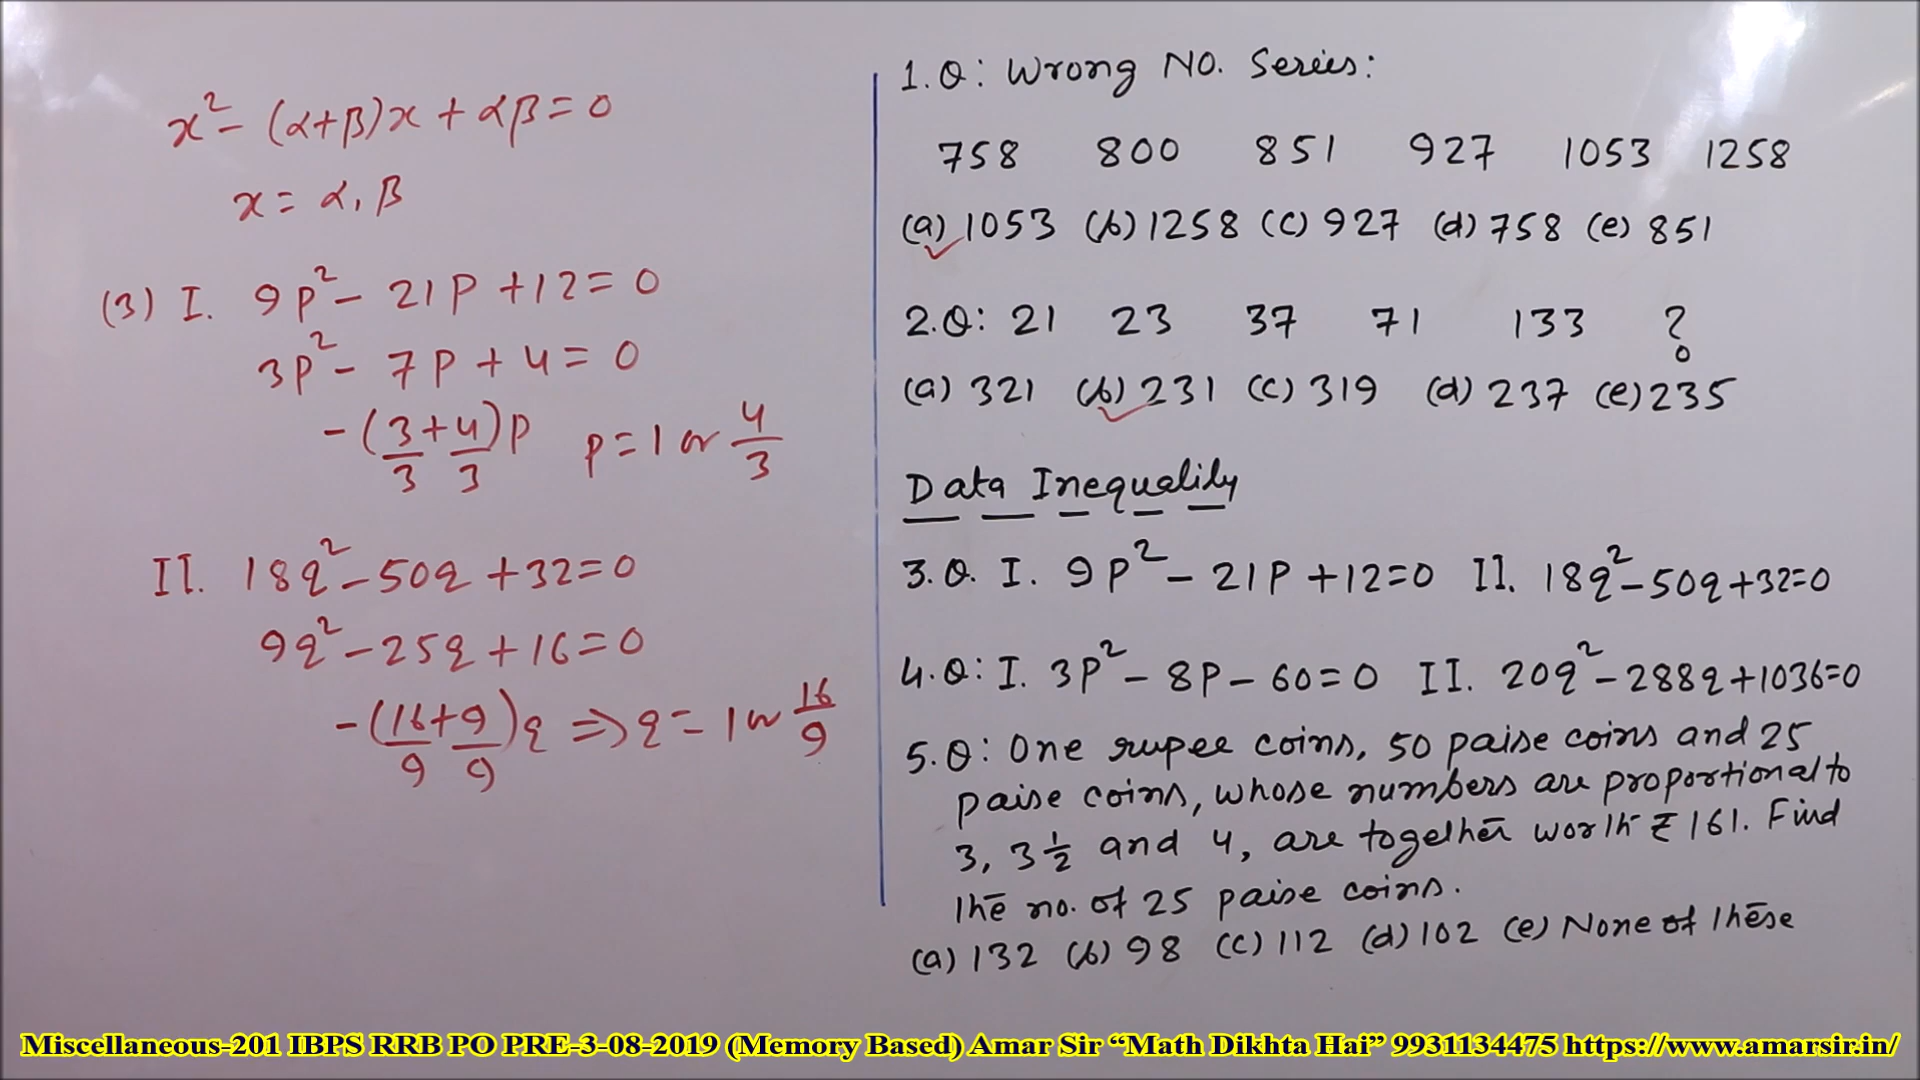 x² - (α+β)x + αβ = 0
x = α, β
(3) I. 9p² - 21p + 12 = 0
3p² - 7p + 4 = 0
- (3/3 + 4/3)p   p = 1 or 4/3
II. 18q² - 50q + 32 = 0
9q² - 25q + 16 = 0
- (16/9 + 9/9)q ⇒ q = 1 or 16/9
1.Q: Wrong NO. Series:
758 800 851 927 1053 1258
(a) 1053 (b) 1258 (c) 927 (d) 758 (e) 851
2.Q: 21 23 37 71 133 ?
(a) 321 (b) 231 (c) 319 (d) 237 (e) 235
Data Inequality
3.Q. I. 9p² - 21p + 12 = 0 II. 18q² - 50q + 32 = 0
4.Q: I. 3p² - 8p - 60 = 0 II. 20q² - 288q + 1036 = 0
5.Q: One rupee coins, 50 paise coins and 25
paise coins, whose numbers are proportional to
3, 3 1/2 and 4, are together worth ₹ 161. Find
the no. of 25 paise coins.
(a) 132 (b) 98 (c) 112 (d) 102 (e) None of these
Miscellaneous-201 IBPS RRB PO PRE-3-08-2019 (Memory Based) Amar Sir “Math Dikhta Hai” 9931134475 https://www.amarsir.in/